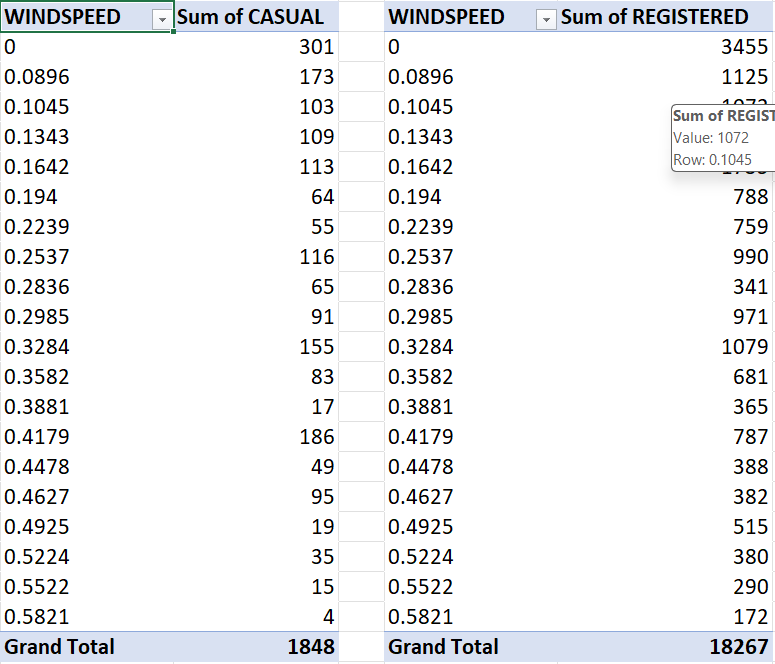 WINDSPEED Sum of CASUAL WINDSPEED Sum of REGISTERED
0 301 0 3455
0.0896 173 0.0896 1125
0.1045 103 0.1045
Sum of REGIST
0.1343 109 0.1343 Value: 1072
0.1642 113 0.1642 Row: 0.1045
0.194 64 0.194 788
0.2239 55 0.2239 759
0.2537 116 0.2537 990
0.2836 65 0.2836 341
0.2985 91 0.2985 971
0.3284 155 0.3284 1079
0.3582 83 0.3582 681
0.3881 17 0.3881 365
0.4179 186 0.4179 787
0.4478 49 0.4478 388
0.4627 95 0.4627 382
0.4925 19 0.4925 515
0.5224 35 0.5224 380
0.5522 15 0.5522 290
0.5821 4 0.5821 172
Grand Total 1848 Grand Total 18267